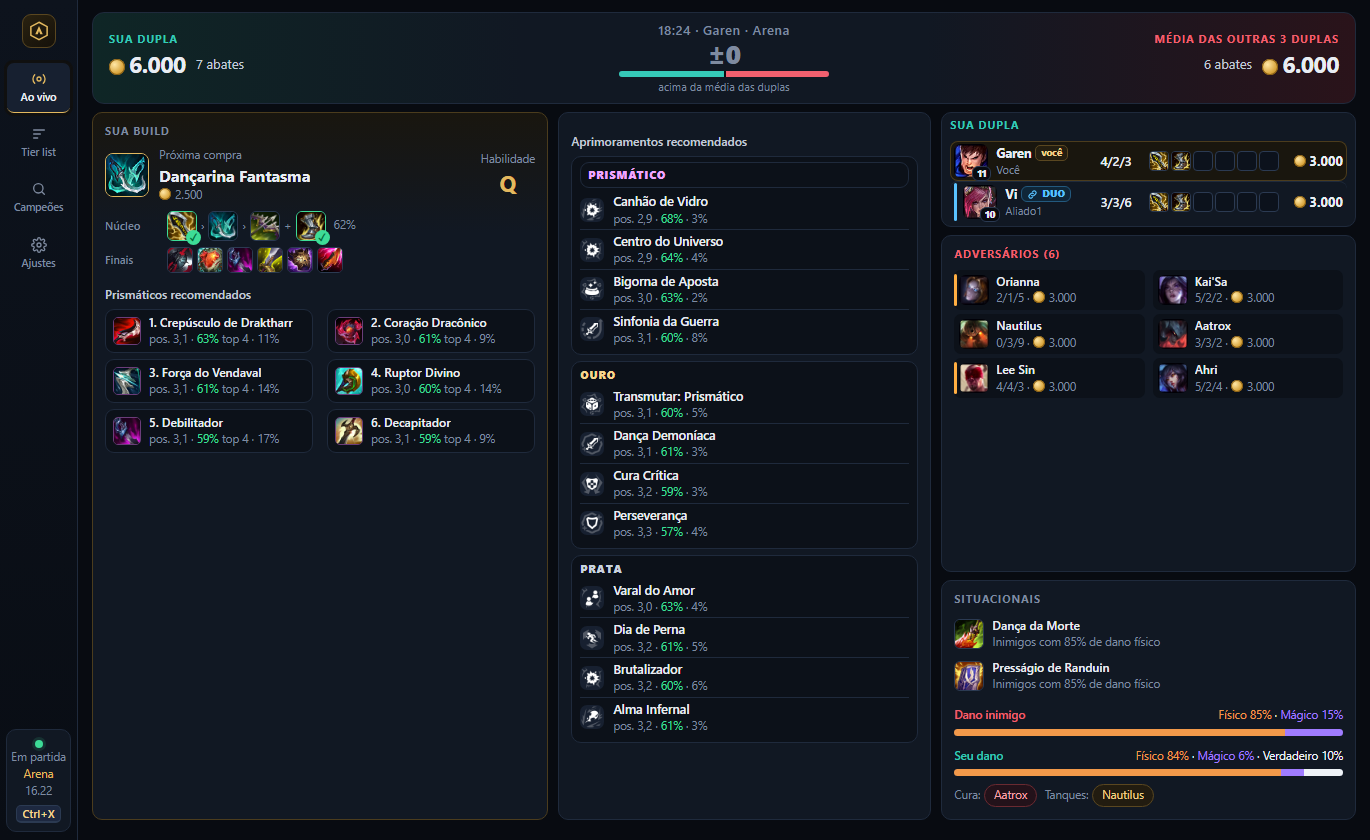 Ao vivo
Tier list
Campeões
Ajustes
Em partida
Arena
16.22
Ctrl+X
SUA DUPLA
6.000 7 abates
18:24 · Garen · Arena
±0
acima da média das duplas
MÉDIA DAS OUTRAS 3 DUPLAS
6 abates 6.000
SUA BUILD
Próxima compra
Dançarina Fantasma
2.500
Habilidade
Q
Núcleo › › + 62%
Finais
Prismáticos recomendados
1. Crepúsculo de Draktharr
pos. 3,1 · 63% top 4 · 11%
2. Coração Dracônico
pos. 3,0 · 61% top 4 · 9%
3. Força do Vendaval
pos. 3,1 · 61% top 4 · 14%
4. Ruptor Divino
pos. 3,0 · 60% top 4 · 14%
5. Debilitador
pos. 3,1 · 59% top 4 · 17%
6. Decapitador
pos. 3,1 · 59% top 4 · 9%
Aprimoramentos recomendados
PRISMÁTICO
Canhão de Vidro
pos. 2,9 · 68% · 3%
Centro do Universo
pos. 2,9 · 64% · 4%
Bigorna de Aposta
pos. 3,0 · 63% · 2%
Sinfonia da Guerra
pos. 3,1 · 60% · 8%
OURO
Transmutar: Prismático
pos. 3,1 · 60% · 5%
Dança Demoníaca
pos. 3,1 · 61% · 3%
Cura Crítica
pos. 3,2 · 59% · 3%
Perseverança
pos. 3,3 · 57% · 4%
PRATA
Varal do Amor
pos. 3,0 · 63% · 4%
Dia de Perna
pos. 3,2 · 61% · 5%
Brutalizador
pos. 3,2 · 60% · 6%
Alma Infernal
pos. 3,2 · 61% · 3%
SUA DUPLA
Garen você
Você
11
4/2/3
3.000
Vi DUO
Aliado1
10
3/3/6
3.000
ADVERSÁRIOS (6)
Orianna
2/1/5 · 3.000
Kai'Sa
5/2/2 · 3.000
Nautilus
0/3/9 · 3.000
Aatrox
3/3/2 · 3.000
Lee Sin
4/4/3 · 3.000
Ahri
5/2/4 · 3.000
SITUACIONAIS
Dança da Morte
Inimigos com 85% de dano físico
Presságio de Randuin
Inimigos com 85% de dano físico
Dano inimigo Físico 85% · Mágico 15%
Seu dano Físico 84% · Mágico 6% · Verdadeiro 10%
Cura: Aatrox Tanques: Nautilus